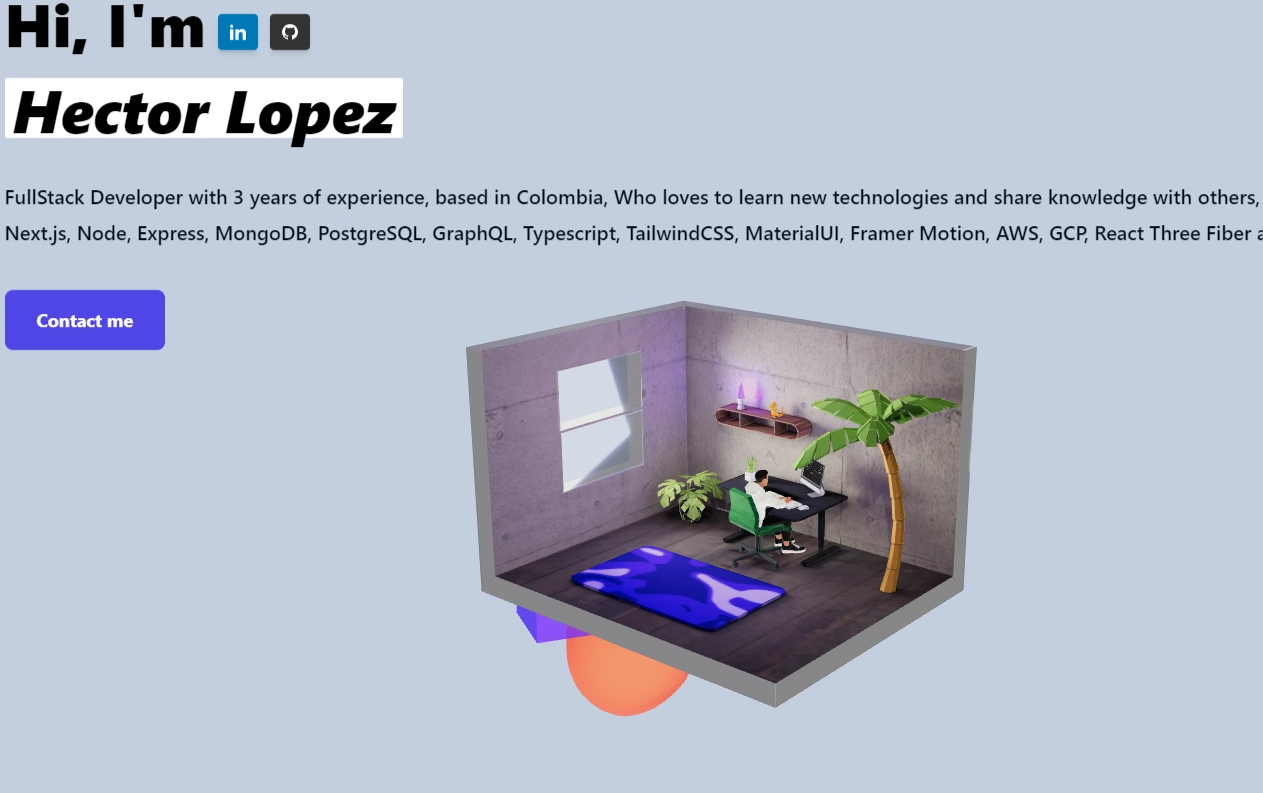 Hi, I'm in
Hector Lopez
FullStack Developer with 3 years of experience, based in Colombia, Who loves to learn new technologies and share knowledge with others,
Next.js, Node, Express, MongoDB, PostgreSQL, GraphQL, Typescript, TailwindCSS, MaterialUI, Framer Motion, AWS, GCP, React Three Fiber
Contact me